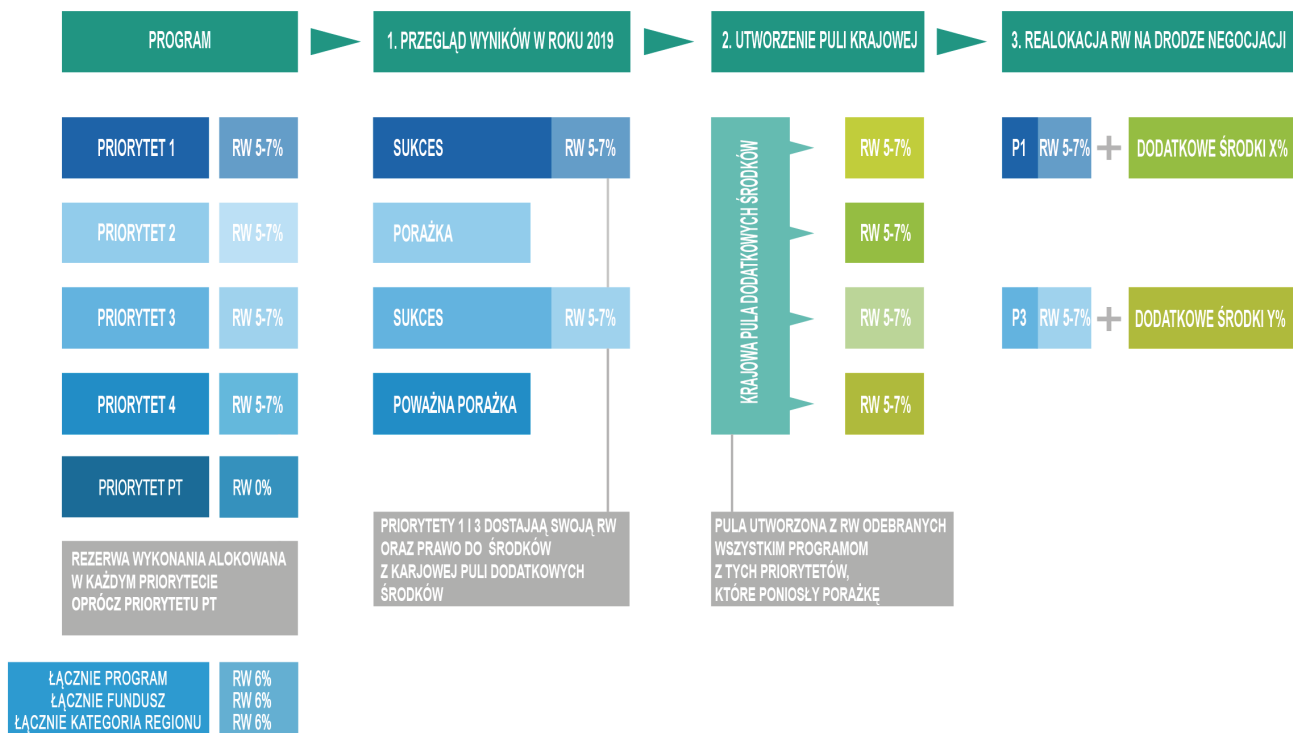 PROGRAM
1. PRZEGLĄD WYNIKÓW W ROKU 2019
2. UTWORZENIE PULI KRAJOWEJ
3. REALOKACJA RW NA DRODZE NEGOCJACJI
PRIORYTET 1
RW 5-7%
SUKCES
RW 5-7%
KRAJOWA PULA DODATKOWYCH ŚRODKÓW
RW 5-7%
P1
RW 5-7%
+
DODATKOWE ŚRODKI X%
PRIORYTET 2
RW 5-7%
PORAŻKA
RW 5-7%
PRIORYTET 3
RW 5-7%
SUKCES
RW 5-7%
RW 5-7%
P3
RW 5-7%
+
DODATKOWE ŚRODKI Y%
PRIORYTET 4
RW 5-7%
POWAŻNA PORAŻKA
RW 5-7%
PRIORYTET PT
RW 0%
REZERWA WYKONANIA ALOKOWANA
W KAŻDYM PRIORYTECIE
OPRÓCZ PRIORYTETU PT
PRIORYTETY 1 I 3 DOSTAJAĄ SWOJĄ RW
ORAZ PRAWO DO ŚRODKÓW
Z KARJOWEJ PULI DODATKOWYCH
ŚRODKÓW
PULA UTWORZONA Z RW ODEBRANYCH
WSZYSTKIM PROGRAMOM
Z TYCH PRIORYTETÓW,
KTÓRE PONIOSŁY PORAŻKĘ
ŁĄCZNIE PROGRAM
RW 6%
ŁĄCZNIE FUNDUSZ
RW 6%
ŁĄCZNIE KATEGORIA REGIONU
RW 6%